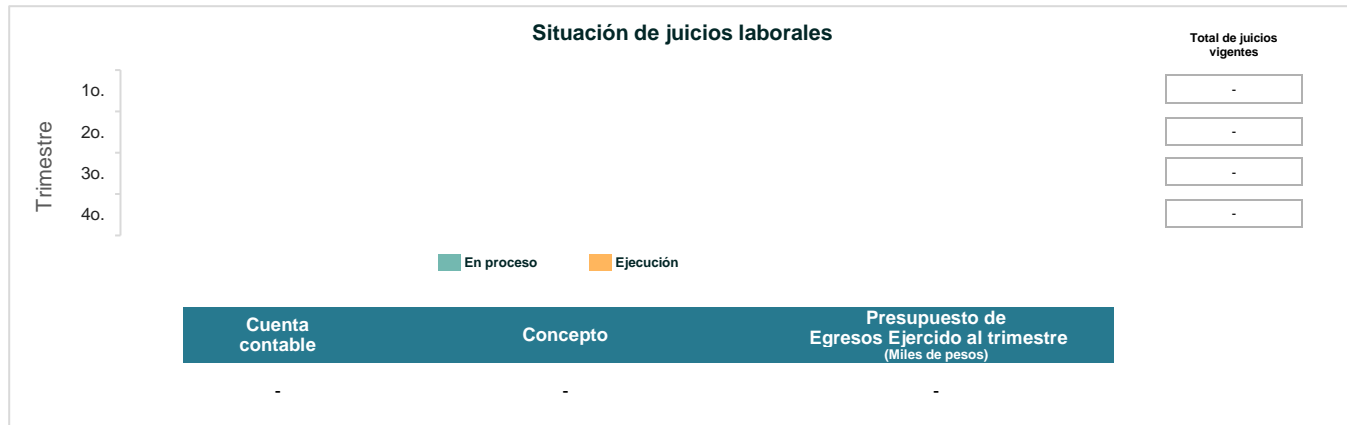 Situación de juicios laborales
Total de juicios
vigentes
Trimestre
1o.
-
2o.
-
3o.
-
4o.
-
En proceso
Ejecución
Cuenta
contable
Concepto
Presupuesto de
Egresos Ejercido al trimestre
(Miles de pesos)
-
-
-